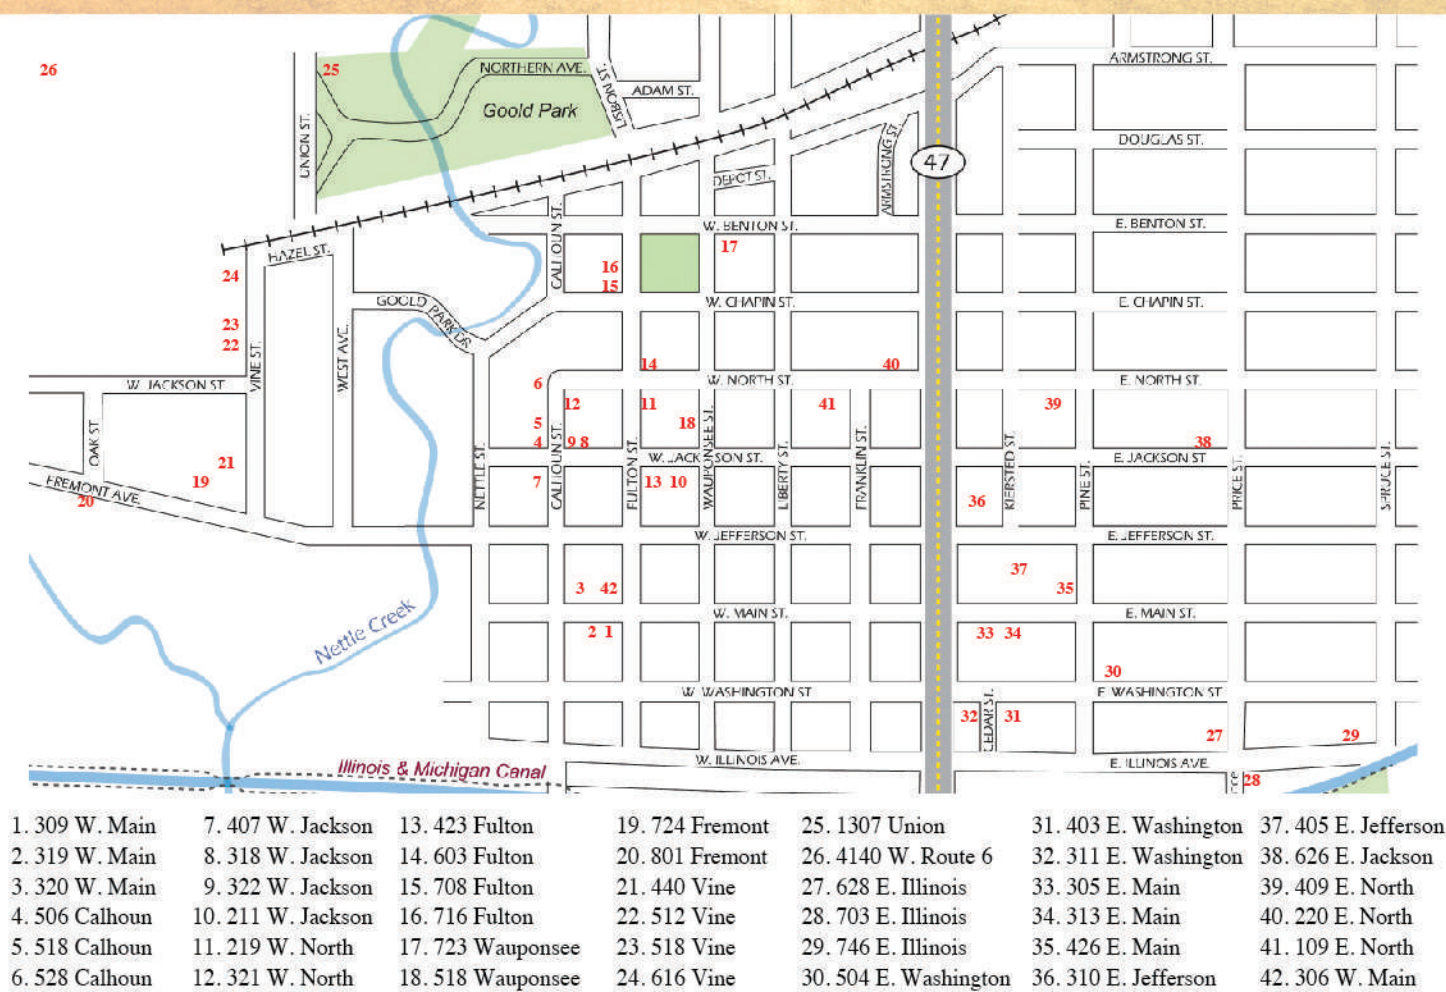 26
25
NORTHERN AVE.
LISBON ST.
ADAM ST.
Goold Park
UNION ST.
ARMSTRONG ST.
DOUGLAS ST.
ARMSTRONG ST.
47
DEPOT ST.
CALHOUN ST.
W. BENTON ST.
E. BENTON ST.
17
HAZEL ST.
24
16
15
GOOLD PARK DR.
W. CHAPIN ST.
E. CHAPIN ST.
23
22
VINE ST.
WEST AVE.
14
40
W. JACKSON ST.
6
W. NORTH ST.
E. NORTH ST.
12
11
41
39
5
18
4
9 8
38
OAK ST.
NETTLE ST.
CALHOUN ST.
FULTON ST.
WAUPONSEE ST.
LIBERTY ST.
FRANKLIN ST.
KIERSTED ST.
PINE ST.
PRICE ST.
SPRUCE ST.
W. JACKSON ST.
E. JACKSON ST
21
19
FREMONT AVE.
20
7
13 10
36
W. JEFFERSON ST.
E. JEFFERSON ST.
37
3 42
35
W. MAIN ST.
E. MAIN ST.
Nettle Creek
2 1
33 34
30
W. WASHINGTON ST
E. WASHINGTON ST
32
CEDAR ST.
31
27
29
W. ILLINOIS AVE.
E. ILLINOIS AVE.
Illinois & Michigan Canal
28
1. 309 W. Main
2. 319 W. Main
3. 320 W. Main
4. 506 Calhoun
5. 518 Calhoun
6. 528 Calhoun
7. 407 W. Jackson
8. 318 W. Jackson
9. 322 W. Jackson
10. 211 W. Jackson
11. 219 W. North
12. 321 W. North
13. 423 Fulton
14. 603 Fulton
15. 708 Fulton
16. 716 Fulton
17. 723 Wauponsee
18. 518 Wauponsee
19. 724 Fremont
20. 801 Fremont
21. 440 Vine
22. 512 Vine
23. 518 Vine
24. 616 Vine
25. 1307 Union
26. 4140 W. Route 6
27. 628 E. Illinois
28. 703 E. Illinois
29. 746 E. Illinois
30. 504 E. Washington
31. 403 E. Washington
32. 311 E. Washington
33. 305 E. Main
34. 313 E. Main
35. 426 E. Main
36. 310 E. Jefferson
37. 405 E. Jefferson
38. 626 E. Jackson
39. 409 E. North
40. 220 E. North
41. 109 E. North
42. 306 W. Main